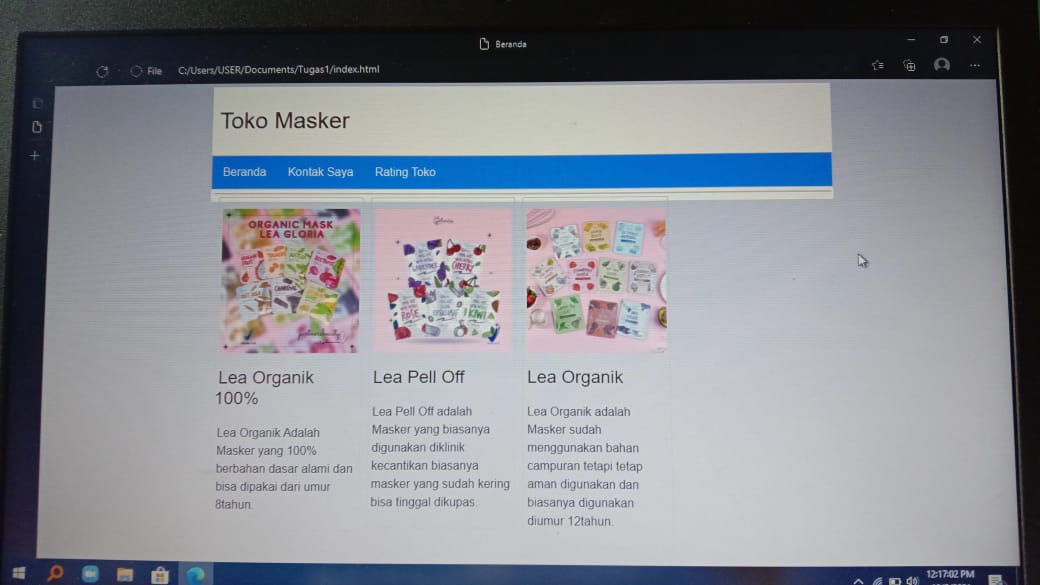 Beranda
File C:/Users/USER/Documents/Tugas1/index.html
Toko Masker
Beranda Kontak Saya Rating Toko
ORGANIC MASK
LEA GLORIA
CHERRY
ROSE
KIWI
Lea Organik
100%
Lea Organik Adalah
Masker yang 100%
berbahan dasar alami dan
bisa dipakai dari umur
8tahun.
Lea Pell Off
Lea Pell Off adalah
Masker yang biasanya
digunakan diklinik
kecantikan biasanya
masker yang sudah kering
bisa tinggal dikupas.
Lea Organik
Lea Organik adalah
Masker sudah
menggunakan bahan
campuran tetapi tetap
aman digunakan dan
biasanya digunakan
diumur 12tahun.
12:17:02 PM